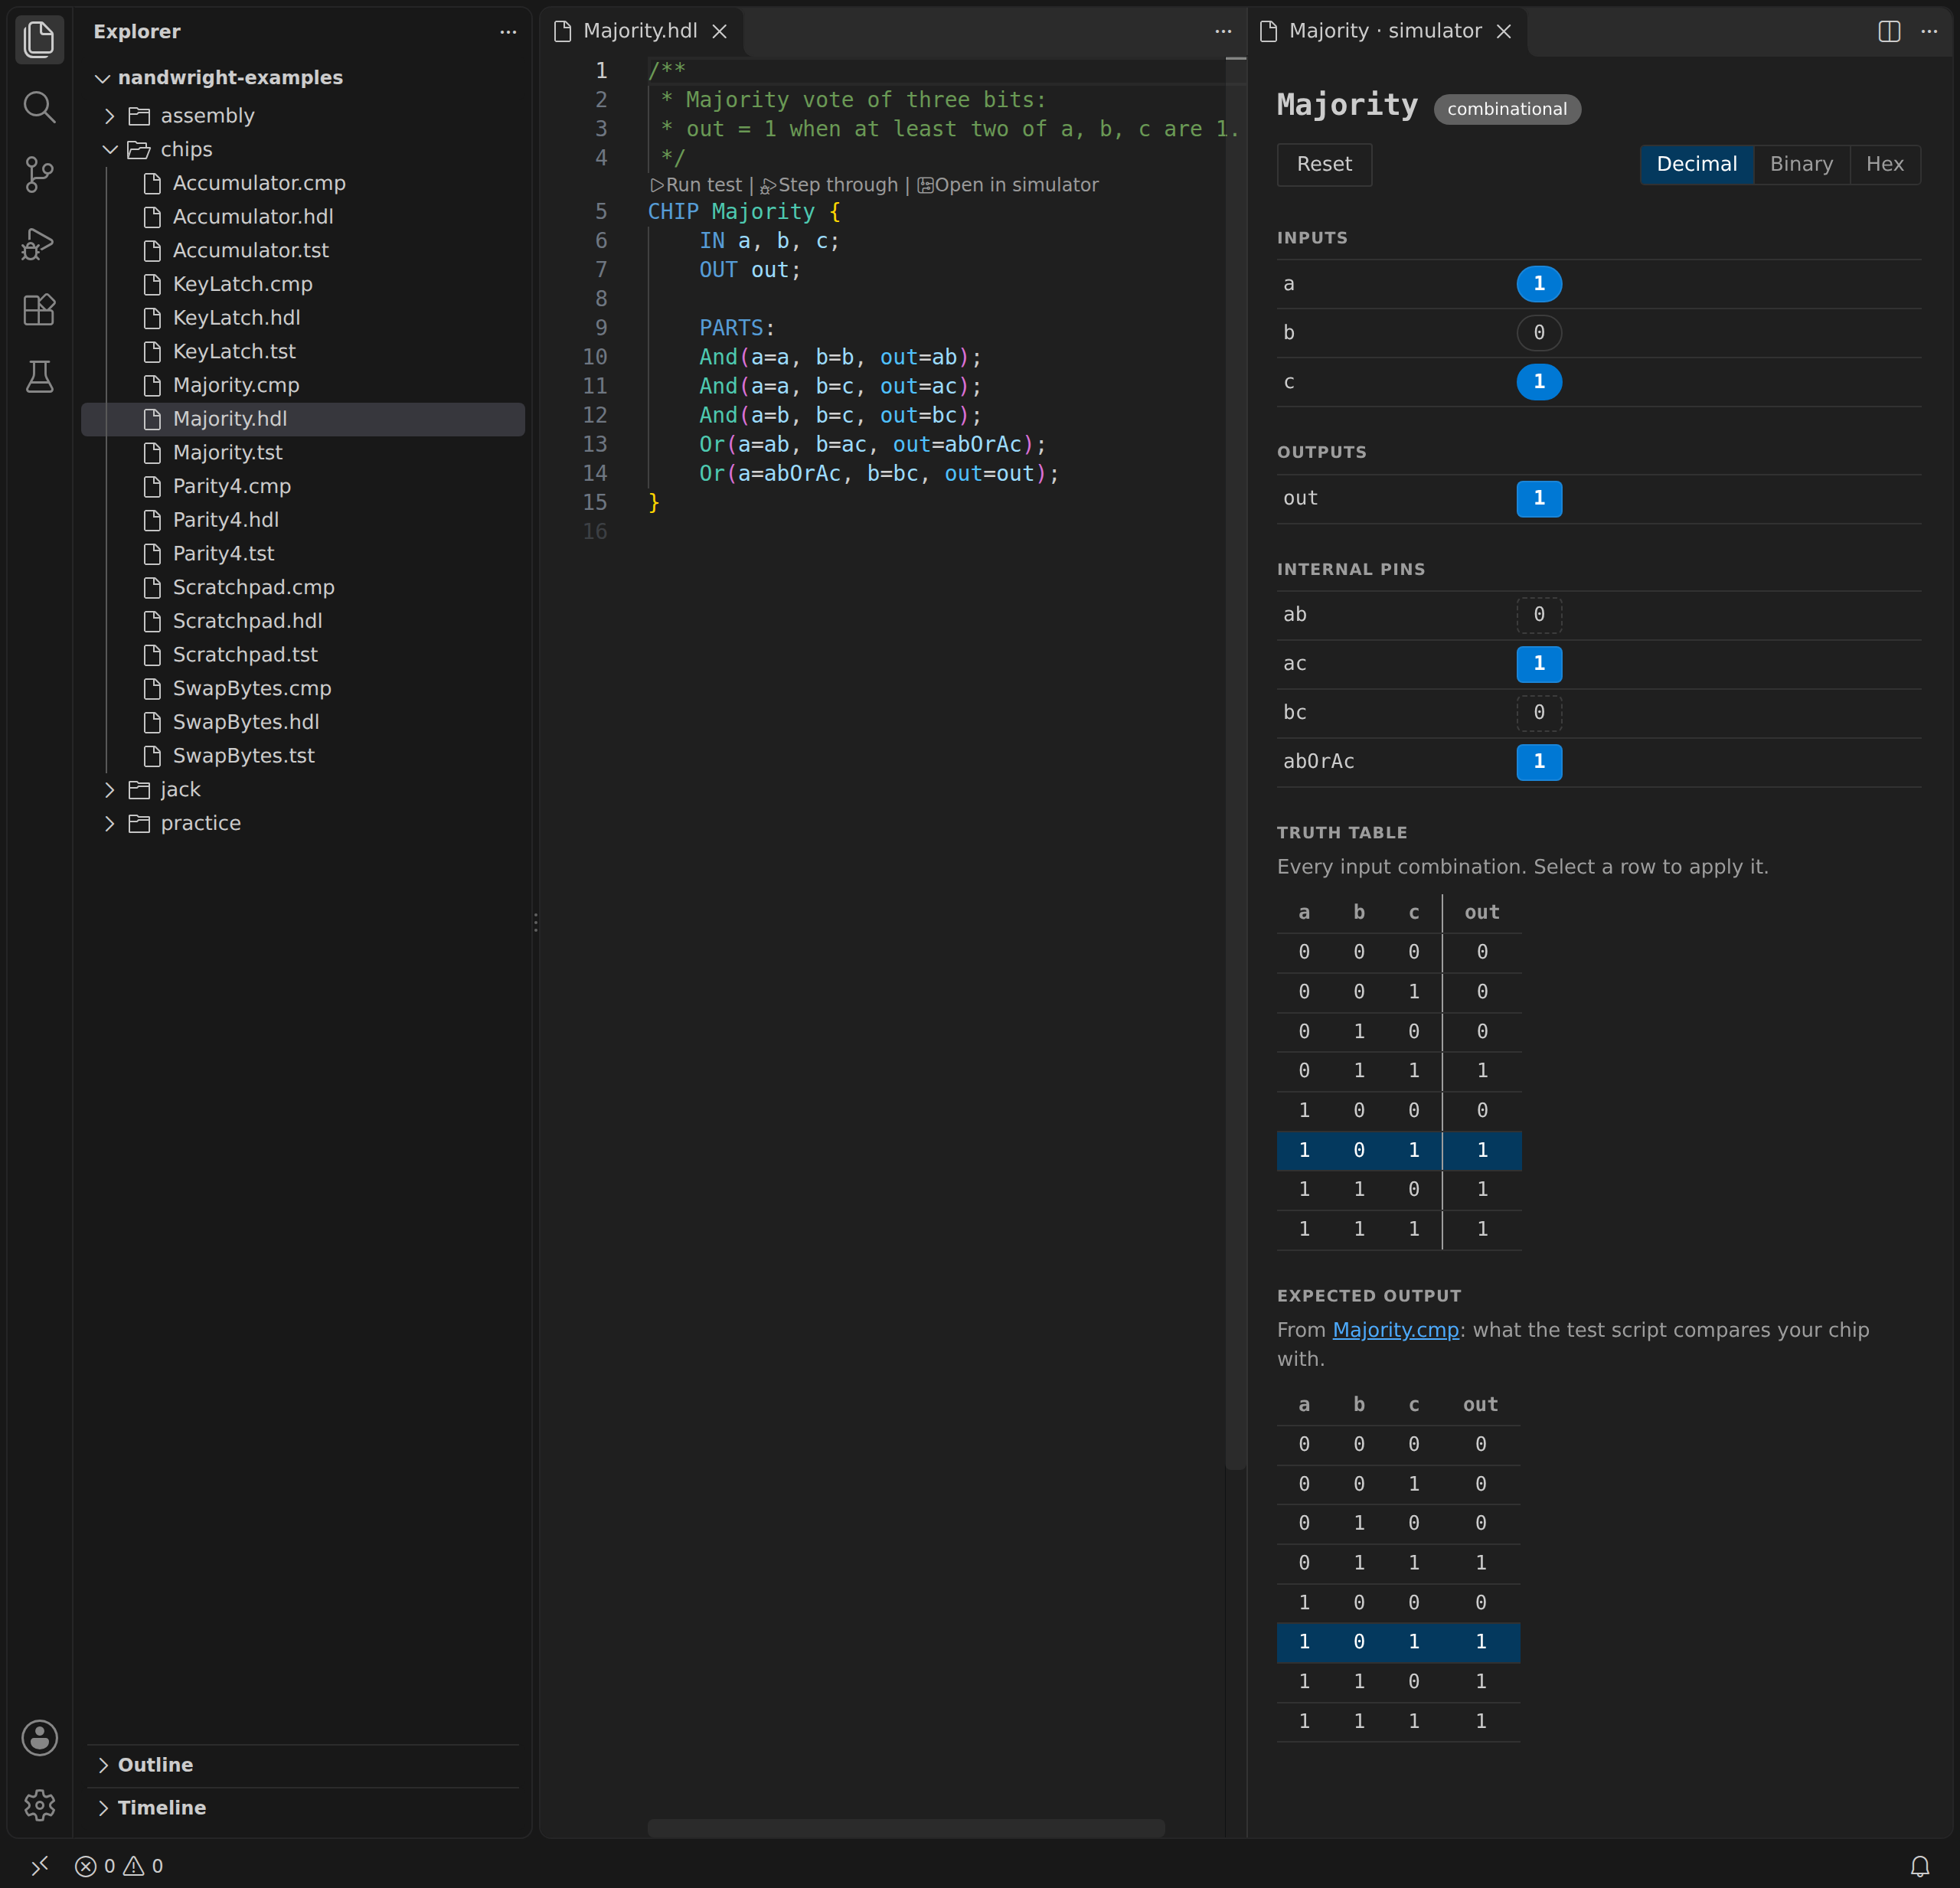 Explorer
nandwright-examples
assembly
chips
Accumulator.cmp
Accumulator.hdl
Accumulator.tst
KeyLatch.cmp
KeyLatch.hdl
KeyLatch.tst
Majority.cmp
Majority.hdl
Majority.tst
Parity4.cmp
Parity4.hdl
Parity4.tst
Scratchpad.cmp
Scratchpad.hdl
Scratchpad.tst
SwapBytes.cmp
SwapBytes.hdl
SwapBytes.tst
jack
practice
Outline
Timeline
Majority.hdl
1 /**
2  * Majority vote of three bits:
3  * out = 1 when at least two of a, b, c are 1.
4  */
Run test | Step through | Open in simulator
5 CHIP Majority {
6     IN a, b, c;
7     OUT out;
8
9     PARTS:
10     And(a=a, b=b, out=ab);
11     And(a=a, b=c, out=ac);
12     And(a=b, b=c, out=bc);
13     Or(a=ab, b=ac, out=abOrAc);
14     Or(a=abOrAc, b=bc, out=out);
15 }
16
Majority · simulator
Majority combinational
Reset Decimal Binary Hex
INPUTS
a 1
b 0
c 1
OUTPUTS
out 1
INTERNAL PINS
ab 0
ac 1
bc 0
abOrAc 1
TRUTH TABLE
Every input combination. Select a row to apply it.
a b c out
0 0 0 0
0 0 1 0
0 1 0 0
0 1 1 1
1 0 0 0
1 0 1 1
1 1 0 1
1 1 1 1
EXPECTED OUTPUT
From Majority.cmp: what the test script compares your chip
with.
a b c out
0 0 0 0
0 0 1 0
0 1 0 0
0 1 1 1
1 0 0 0
1 0 1 1
1 1 0 1
1 1 1 1
0 0